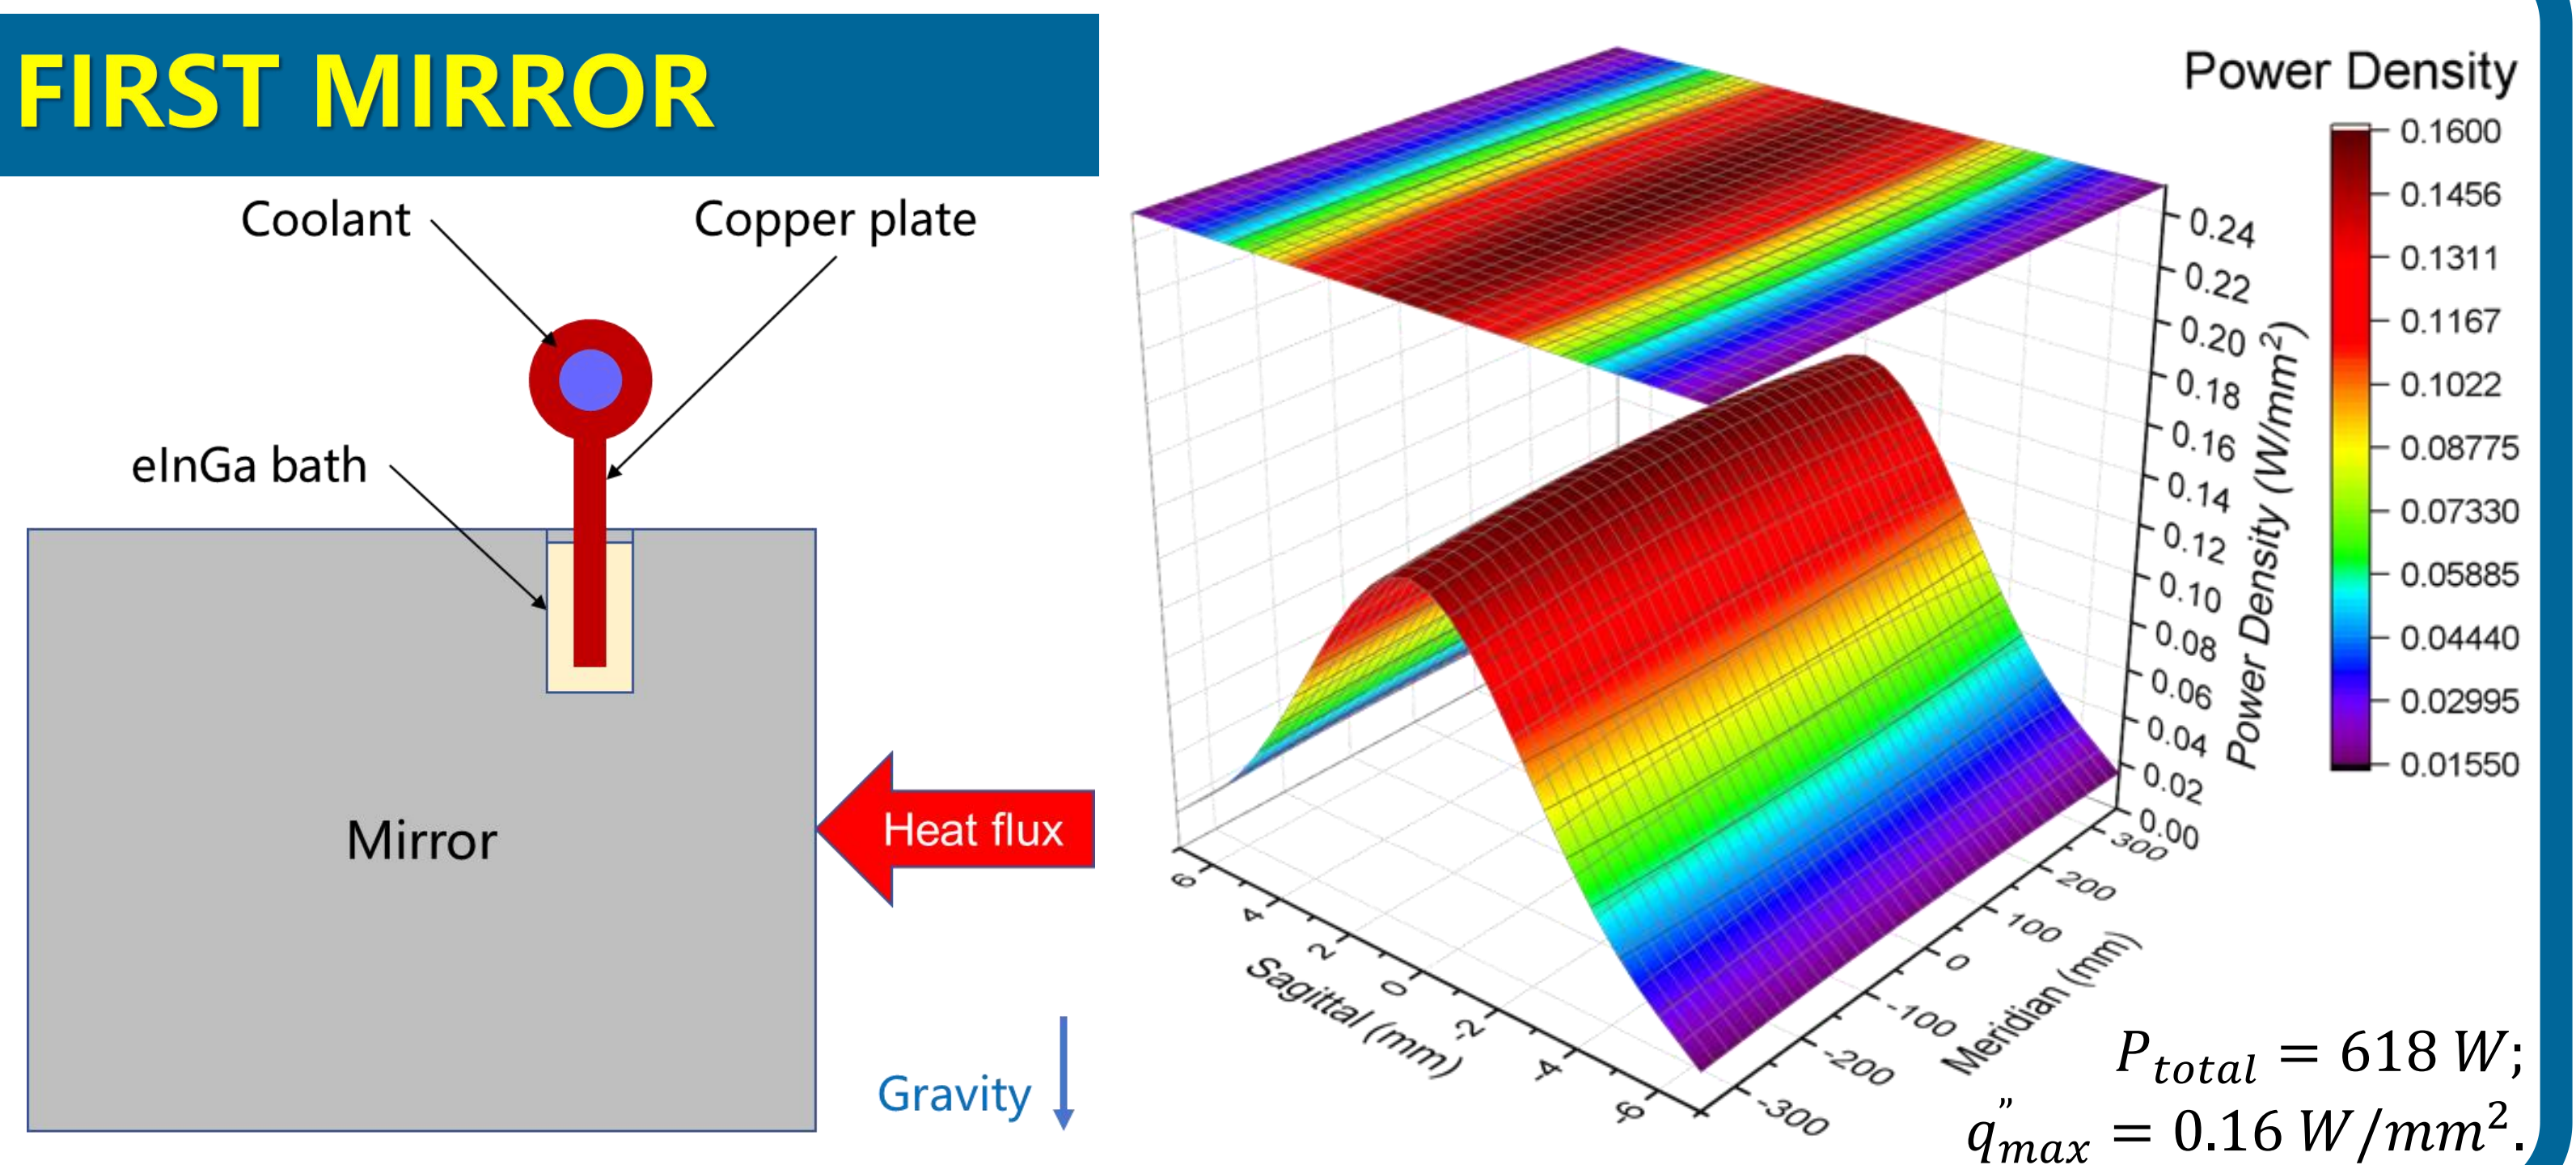 FIRST MIRROR
Coolant
Copper plate
eInGa bath
Mirror
Heat flux
Gravity
Power Density
0.1600
0.1456
0.1311
0.1167
0.1022
0.08775
0.07330
0.05885
0.04440
0.02995
0.01550
0.24
0.22
0.20
0.18
0.16
0.14
0.12
0.10
0.08
0.06
0.04
0.02
0.00
Power Density (W/mm²)
6
4
2
0
-2
-4
-6
Sagittal (mm)
300
200
100
0
-100
-200
-300
Meridian (mm)
P_total = 618 W;
q"_max = 0.16 W/mm².